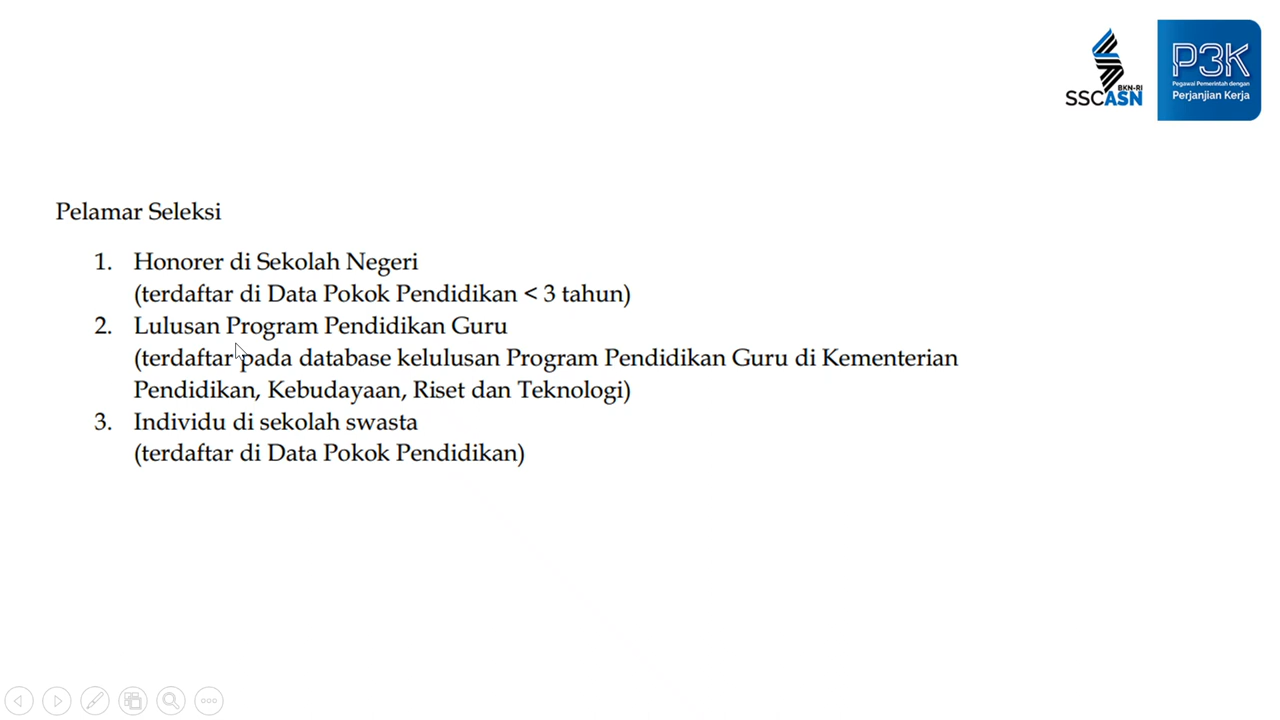 BKN-RI
SSCASN
P3K
Pegawai Pemerintah dengan
Perjanjian Kerja
Pelamar Seleksi
1. Honorer di Sekolah Negeri
(terdaftar di Data Pokok Pendidikan < 3 tahun)
2. Lulusan Program Pendidikan Guru
(terdaftar pada database kelulusan Program Pendidikan Guru di Kementerian
Pendidikan, Kebudayaan, Riset dan Teknologi)
3. Individu di sekolah swasta
(terdaftar di Data Pokok Pendidikan)